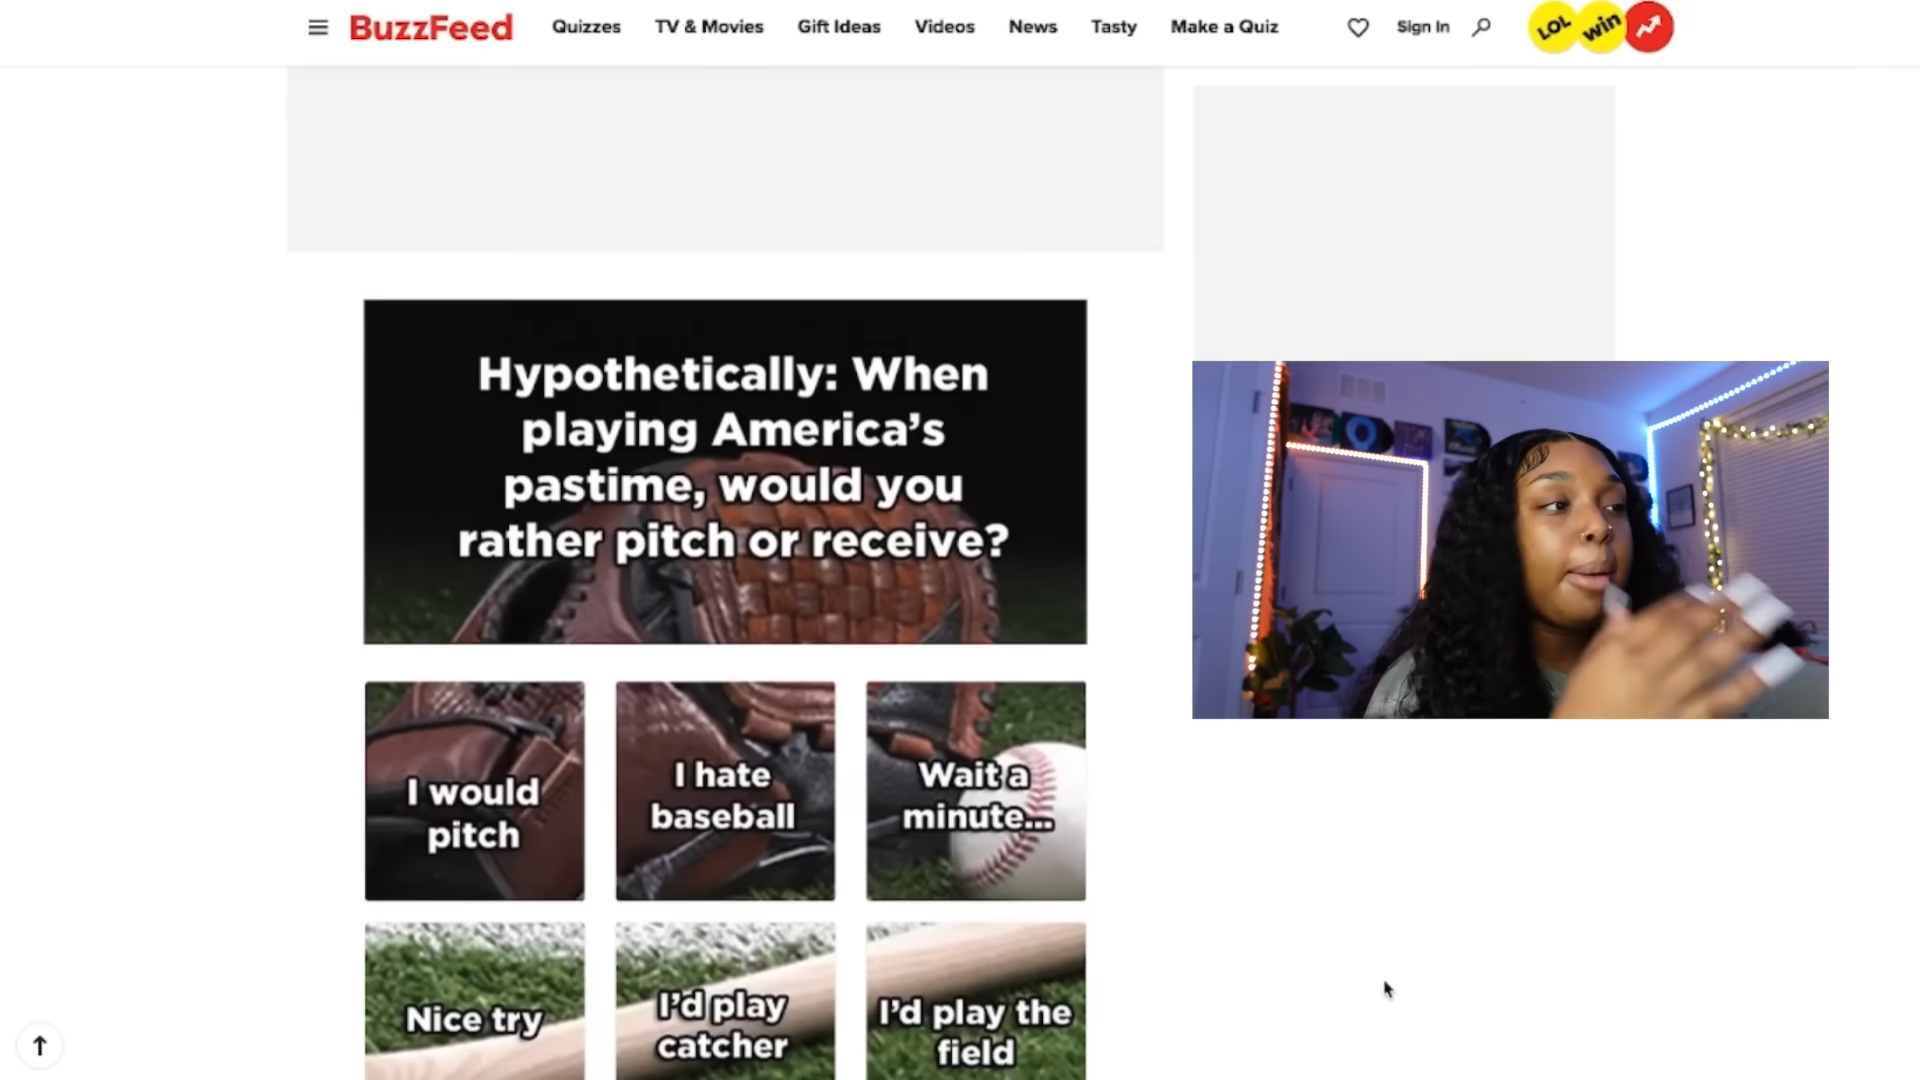 BuzzFeed
Quizzes
TV & Movies
Gift Ideas
Videos
News
Tasty
Make a Quiz
Sign In
LOL
win
Hypothetically: When
playing America's
pastime, would you
rather pitch or receive?
I would
pitch
I hate
baseball
Wait a
minute...
Nice try
I'd play
catcher
I'd play the
field